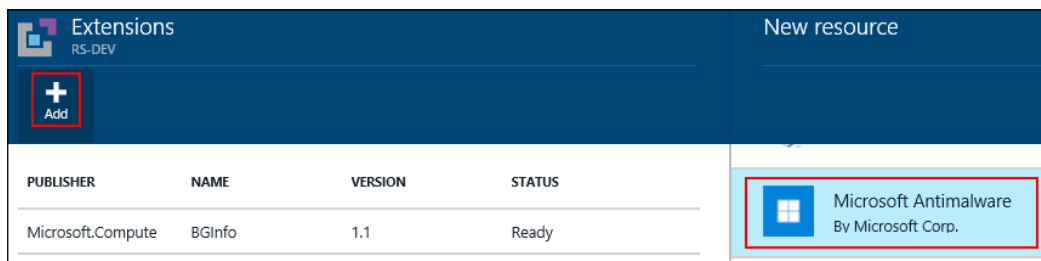 Extensions
RS-DEV
Add
PUBLISHER NAME VERSION STATUS
Microsoft.Compute BGInfo 1.1 Ready
New resource
Microsoft Antimalware
By Microsoft Corp.